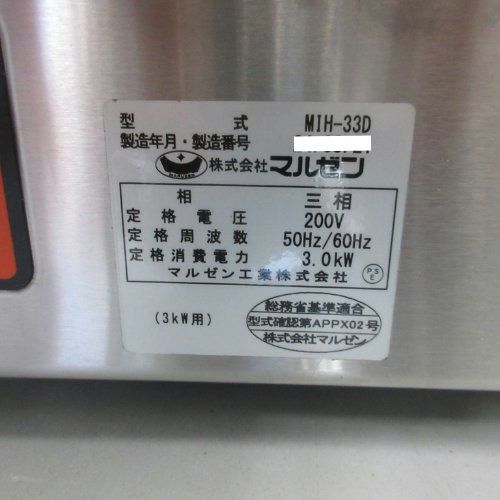 型式 MIH-33D
製造年月・製造番号
MARUZEN 株式会社マルゼン
相 三相
定格電圧 200V
定格周波数 50Hz/60Hz
定格消費電力 3.0kW
マルゼン工業株式会社 PSE
(3kW用)
総務省基準適合
型式確認第APPX02号
株式会社マルゼン